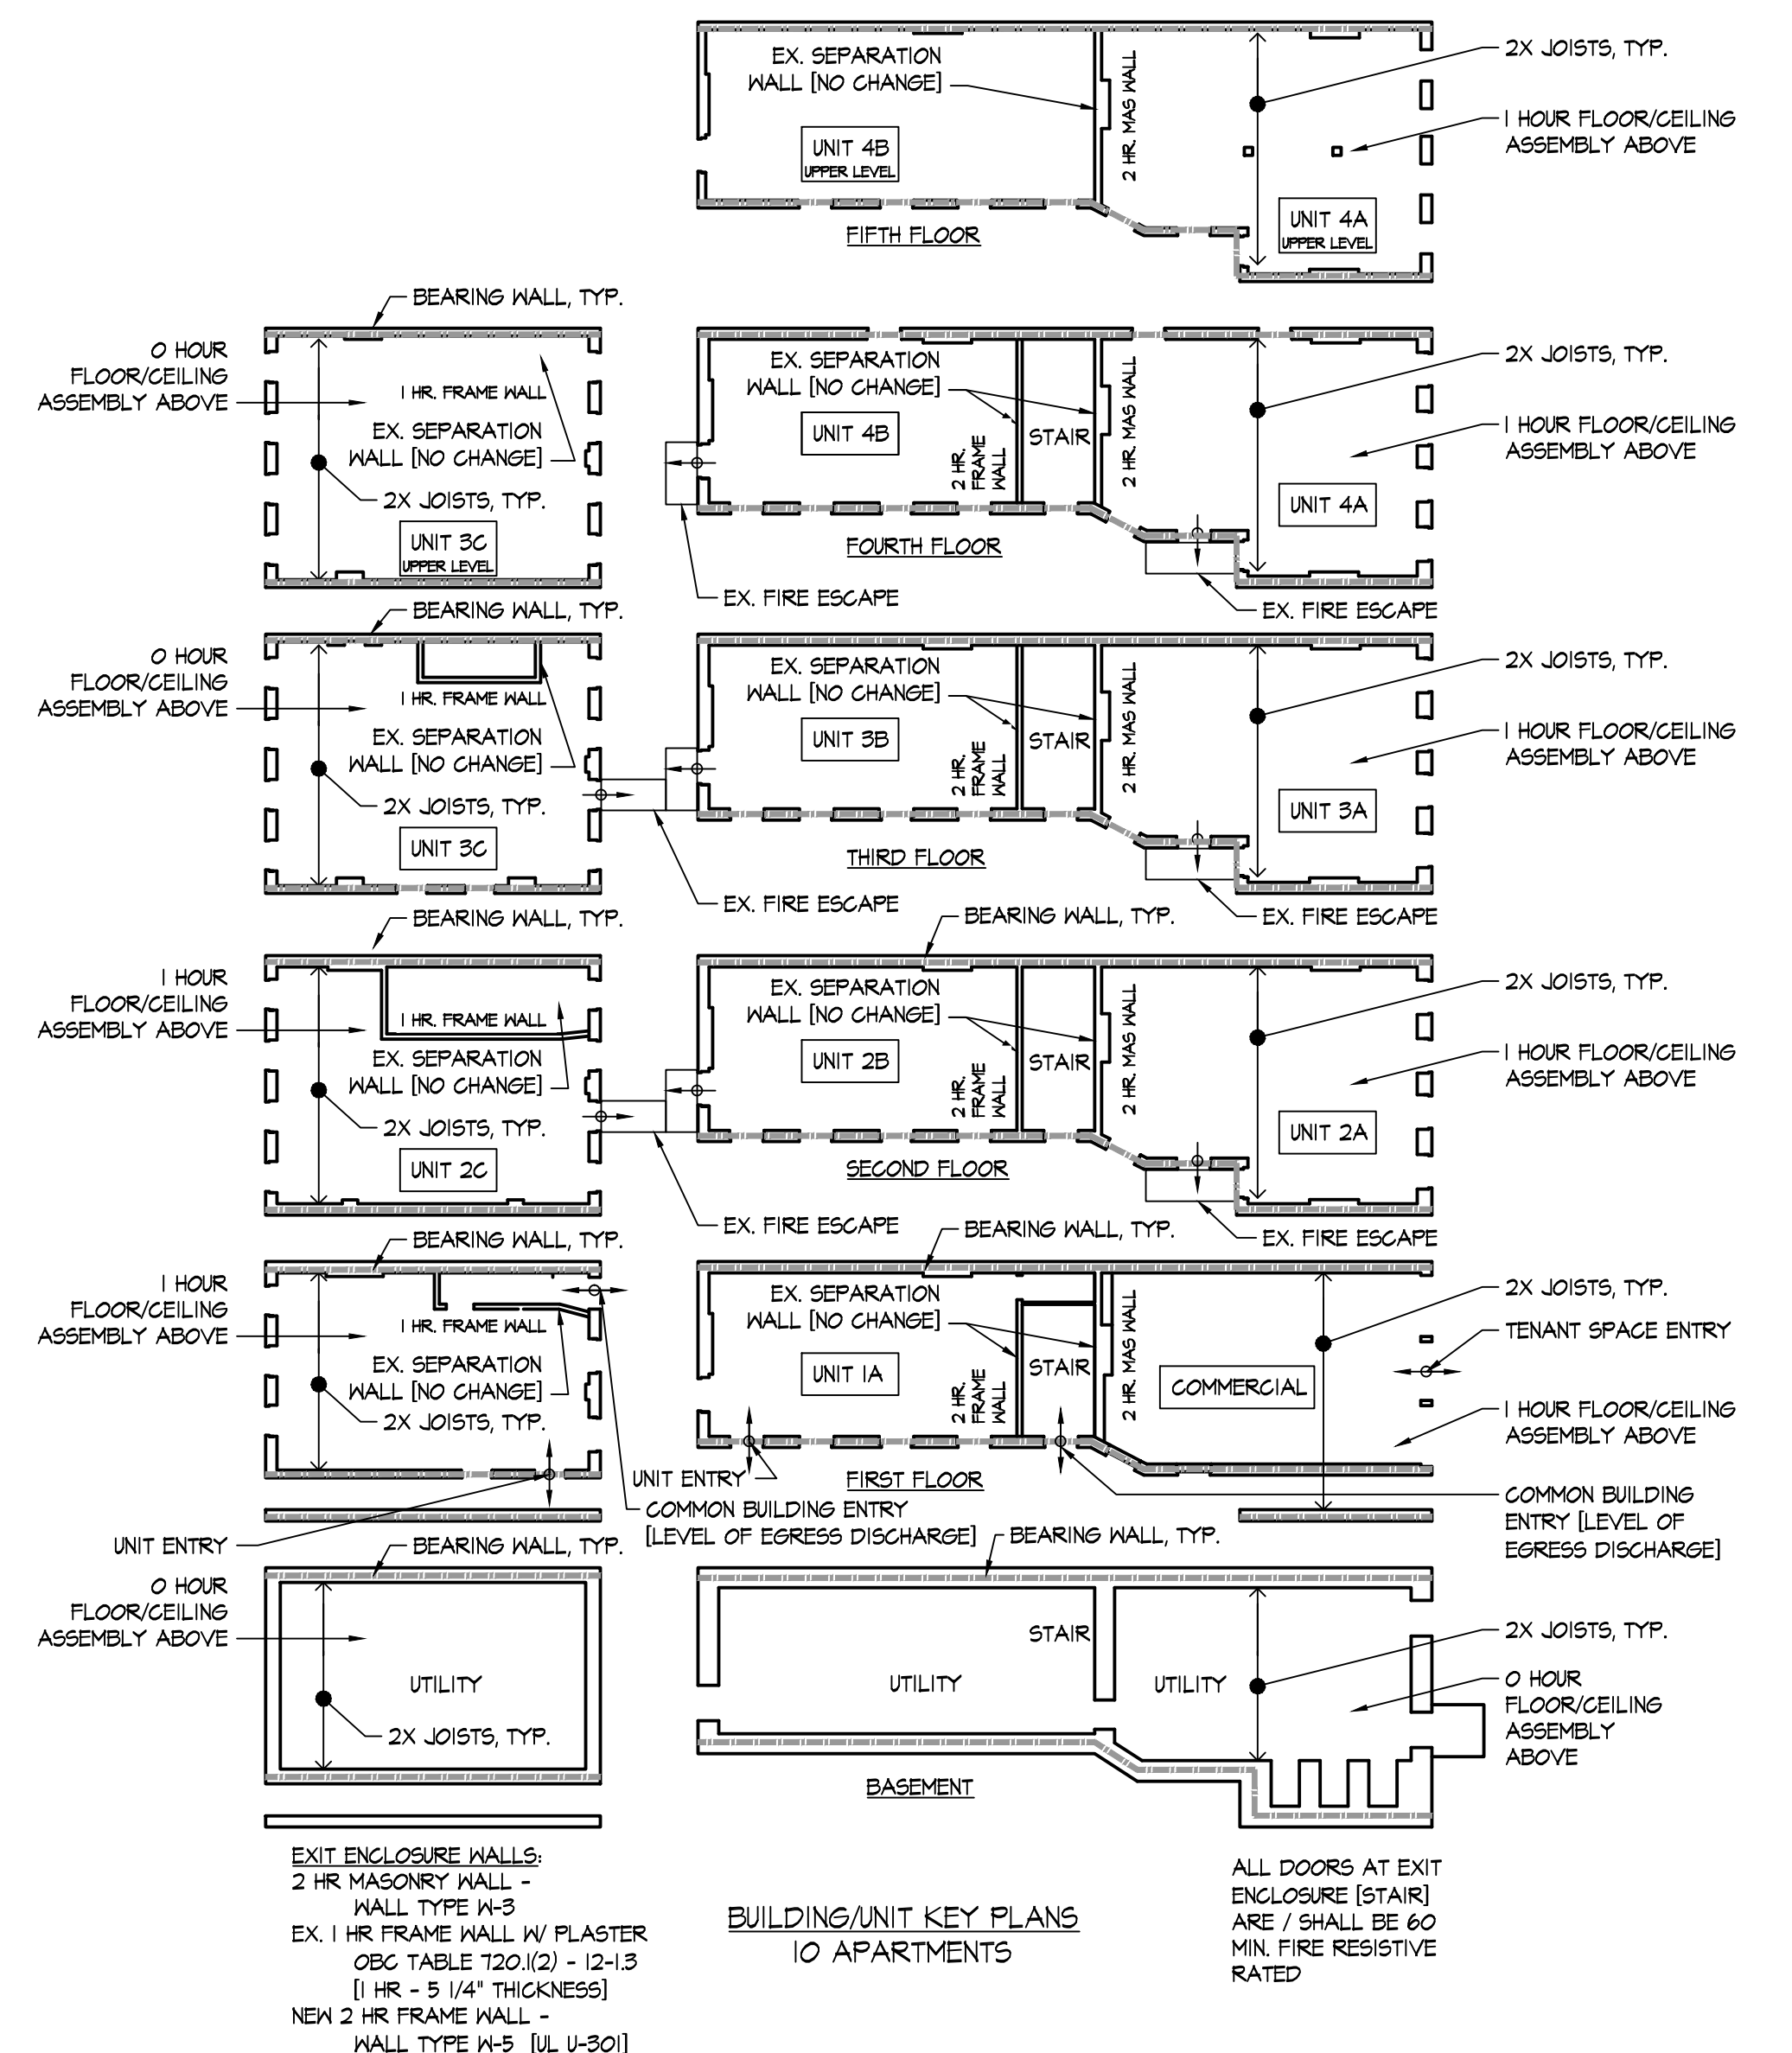 EX. SEPARATION
WALL [NO CHANGE]
2 HR. MAS WALL
2X JOISTS, TYP.
1 HOUR FLOOR/CEILING
ASSEMBLY ABOVE
UNIT 4B
UPPER LEVEL
UNIT 4A
UPPER LEVEL
FIFTH FLOOR
BEARING WALL, TYP.
0 HOUR
FLOOR/CEILING
ASSEMBLY ABOVE
1 HR. FRAME WALL
EX. SEPARATION
WALL [NO CHANGE]
2X JOISTS, TYP.
UNIT 3C
UPPER LEVEL
EX. SEPARATION
WALL [NO CHANGE]
UNIT 4B
2 HR.
FRAME
WALL
STAIR
2 HR. MAS WALL
2X JOISTS, TYP.
1 HOUR FLOOR/CEILING
ASSEMBLY ABOVE
UNIT 4A
FOURTH FLOOR
EX. FIRE ESCAPE
EX. FIRE ESCAPE
BEARING WALL, TYP.
0 HOUR
FLOOR/CEILING
ASSEMBLY ABOVE
1 HR. FRAME WALL
EX. SEPARATION
WALL [NO CHANGE]
2X JOISTS, TYP.
UNIT 3C
EX. SEPARATION
WALL [NO CHANGE]
UNIT 3B
2 HR.
FRAME
WALL
STAIR
2 HR. MAS WALL
2X JOISTS, TYP.
1 HOUR FLOOR/CEILING
ASSEMBLY ABOVE
UNIT 3A
THIRD FLOOR
EX. FIRE ESCAPE
EX. FIRE ESCAPE
BEARING WALL, TYP.
BEARING WALL, TYP.
1 HOUR
FLOOR/CEILING
ASSEMBLY ABOVE
1 HR. FRAME WALL
EX. SEPARATION
WALL [NO CHANGE]
2X JOISTS, TYP.
UNIT 2C
EX. SEPARATION
WALL [NO CHANGE]
UNIT 2B
2 HR.
FRAME
WALL
STAIR
2 HR. MAS WALL
2X JOISTS, TYP.
1 HOUR FLOOR/CEILING
ASSEMBLY ABOVE
UNIT 2A
SECOND FLOOR
EX. FIRE ESCAPE
EX. FIRE ESCAPE
BEARING WALL, TYP.
BEARING WALL, TYP.
1 HOUR
FLOOR/CEILING
ASSEMBLY ABOVE
1 HR. FRAME WALL
EX. SEPARATION
WALL [NO CHANGE]
2X JOISTS, TYP.
EX. SEPARATION
WALL [NO CHANGE]
UNIT 1A
2 HR.
FRAME
WALL
STAIR
2 HR. MAS WALL
COMMERCIAL
2X JOISTS, TYP.
TENANT SPACE ENTRY
1 HOUR FLOOR/CEILING
ASSEMBLY ABOVE
UNIT ENTRY
FIRST FLOOR
COMMON BUILDING ENTRY
[LEVEL OF EGRESS DISCHARGE]
COMMON BUILDING
ENTRY [LEVEL OF
EGRESS DISCHARGE]
UNIT ENTRY
BEARING WALL, TYP.
BEARING WALL, TYP.
0 HOUR
FLOOR/CEILING
ASSEMBLY ABOVE
UTILITY
2X JOISTS, TYP.
STAIR
UTILITY
UTILITY
2X JOISTS, TYP.
0 HOUR
FLOOR/CEILING
ASSEMBLY
ABOVE
BASEMENT
EXIT ENCLOSURE WALLS:
2 HR MASONRY WALL -
WALL TYPE W-3
EX. 1 HR FRAME WALL W/ PLASTER
OBC TABLE 720.1(2) - 12-1.3
[1 HR - 5 1/4" THICKNESS]
NEW 2 HR FRAME WALL -
WALL TYPE W-5 [UL U-301]
BUILDING/UNIT KEY PLANS
10 APARTMENTS
ALL DOORS AT EXIT
ENCLOSURE [STAIR]
ARE / SHALL BE 60
MIN. FIRE RESISTIVE
RATED